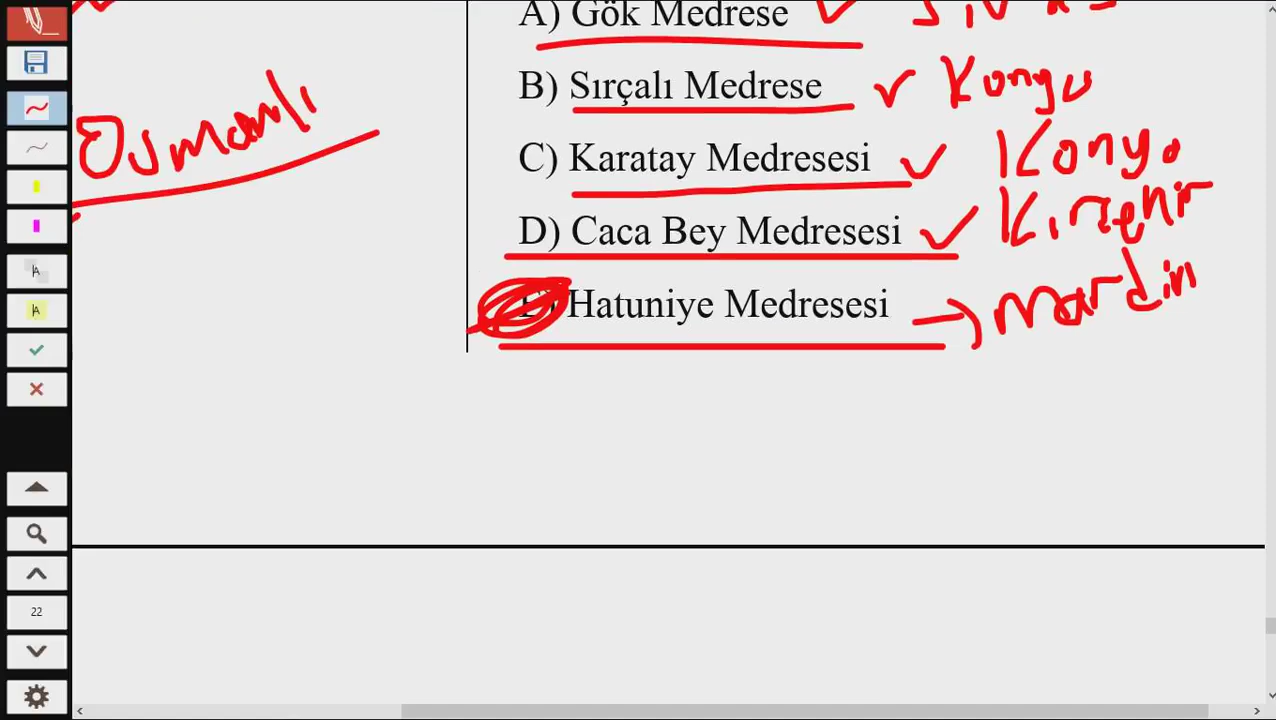 A) Gök Medrese Sivas
Osmanlı
B) Sırçalı Medrese Konya
C) Karatay Medresesi Konya
D) Caca Bey Medresesi Kırşehir
E) Hatuniye Medresesi → Mardin
22